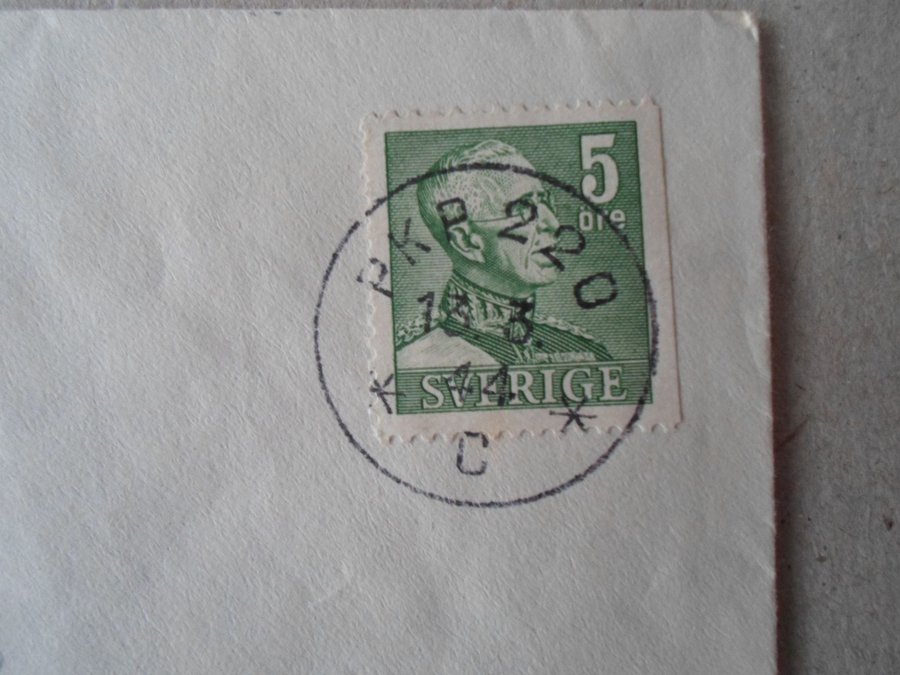 5
öre
PKP 220
13.3.
44
SVERIGE
C